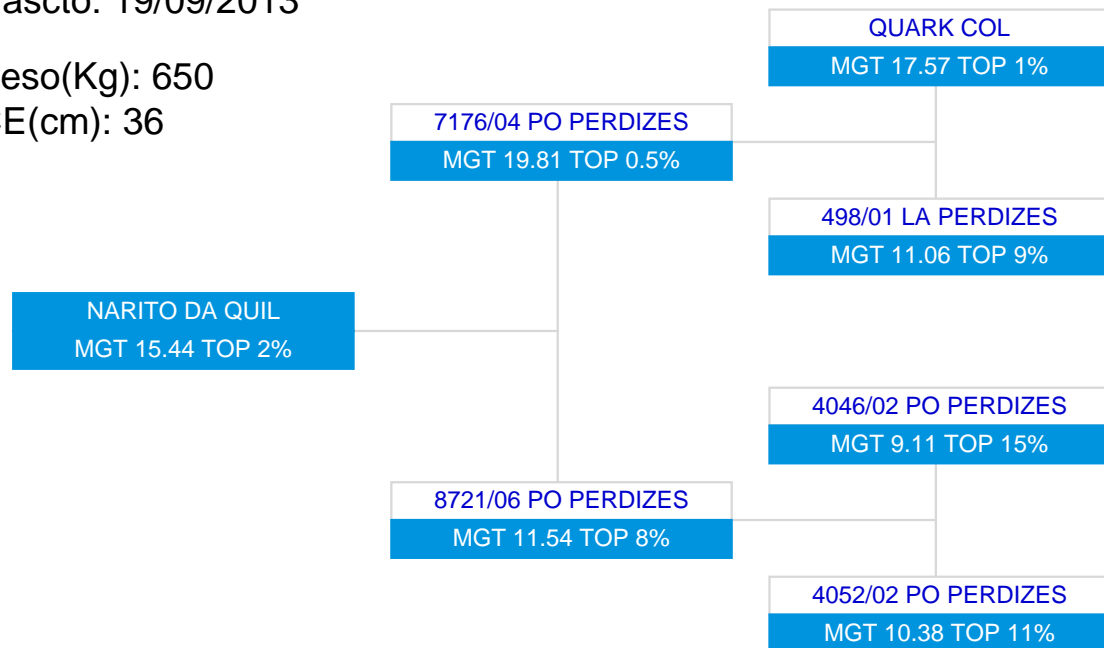 ascto: 19/09/2013
eso(Kg): 650
E(cm): 36
QUARK COL
MGT 17.57 TOP 1%
7176/04 PO PERDIZES
MGT 19.81 TOP 0.5%
498/01 LA PERDIZES
MGT 11.06 TOP 9%
NARITO DA QUIL
MGT 15.44 TOP 2%
4046/02 PO PERDIZES
MGT 9.11 TOP 15%
8721/06 PO PERDIZES
MGT 11.54 TOP 8%
4052/02 PO PERDIZES
MGT 10.38 TOP 11%